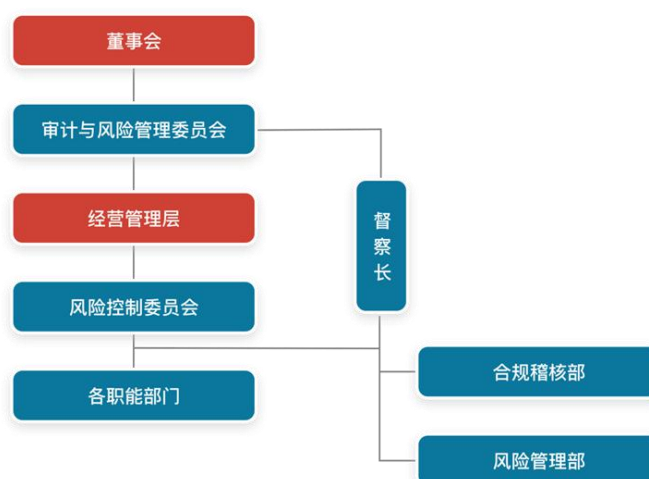 董事会
审计与风险管理委员会
经营管理层
督察长
风险控制委员会
合规稽核部
各职能部门
风险管理部